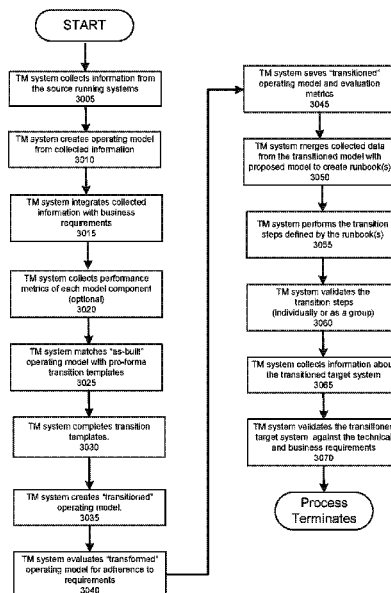 START
TM system collects information from
the source running systems
3005
TM system creates operating model
from collected information
3010
TM system integrates collected
information with business
requirements
3015
TM system collects performance
metrics of each model component
(optional)
3020
TM system matches "as-built"
operating model with pro-forma
transition templates
3025
TM system completes transition
templates.
3030
TM system creates "transitioned"
operating model.
3035
TM system evaluates "transformed"
operating model for adherence to
requirements
3040
TM system saves "transitioned"
operating model and evaluation
metrics
3045
TM system merges collected data
from the transitioned model with
proposed model to create runbook(s)
3050
TM system performs the transition
steps defined by the runbook(s)
3055
TM system validates the
transition steps
(individually or as a group)
3060
TM system collects information about
the transitioned target system
3065
TM system validates the transitioned
target system against the technical
and business requirements
3070
Process
Terminates